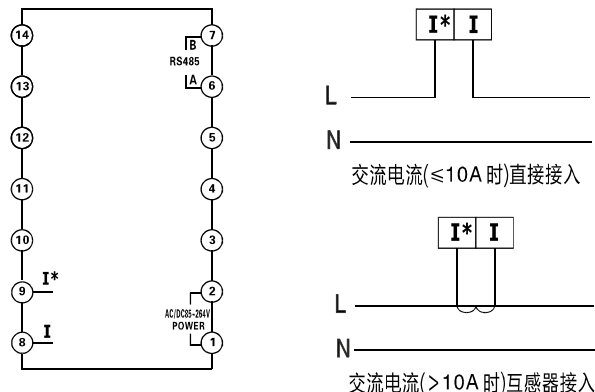 14
7
B
RS485
A
13
6
12
5
11
4
10
3
9
I*
2
AC/DC85~264V
POWER
8
I
1
I* I
L
N
交流电流(≤10A 时)直接接入
I* I
L
N
交流电流(>10A 时)互感器接入